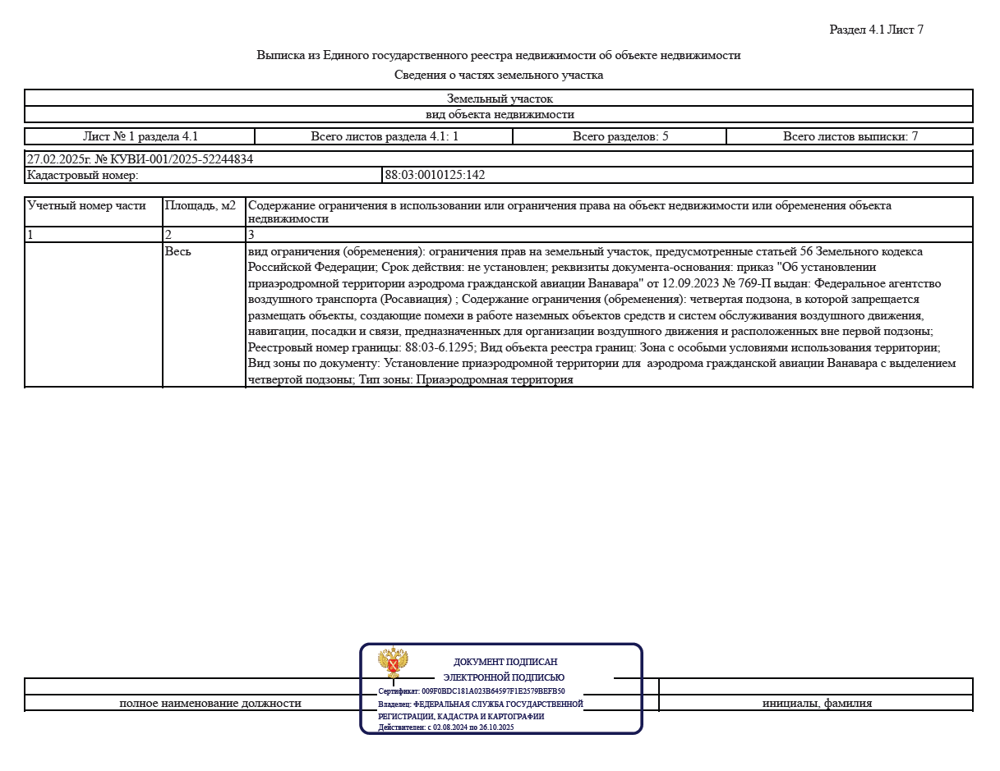 Раздел 4.1 Лист 7
Выписка из Единого государственного реестра недвижимости об объекте недвижимости
Сведения о частях земельного участка
Земельный участок
вид объекта недвижимости
Лист № 1 раздела 4.1 Всего листов раздела 4.1: 1 Всего разделов: 5 Всего листов выписки: 7
27.02.2025г. № КУВИ-001/2025-52244834
Кадастровый номер: 88:03:0010125:142
Учетный номер части Площадь, м2 Содержание ограничения в использовании или ограничения права на объект недвижимости или обременения объекта
недвижимости
1 2 3
Весь вид ограничения (обременения): ограничения прав на земельный участок, предусмотренные статьей 56 Земельного кодекса
Российской Федерации; Срок действия: не установлен; реквизиты документа-основания: приказ "Об установлении
приаэродромной территории аэродрома гражданской авиации Ванавара" от 12.09.2023 № 769-П выдан: Федеральное агентство
воздушного транспорта (Росавиация) ; Содержание ограничения (обременения): четвертая подзона, в которой запрещается
размещать объекты, создающие помехи в работе наземных объектов средств и систем обслуживания воздушного движения,
навигации, посадки и связи, предназначенных для организации воздушного движения и расположенных вне первой подзоны;
Реестровый номер границы: 88:03-6.1295; Вид объекта реестра границ: Зона с особыми условиями использования территории;
Вид зоны по документу: Установление приаэродромной территории для аэродрома гражданской авиации Ванавара с выделением
четвертой подзоны; Тип зоны: Приаэродромная территория
ДОКУМЕНТ ПОДПИСАН
ЭЛЕКТРОННОЙ ПОДПИСЬЮ
Сертификат: 009F0BDC181A023B64597F1E2579BEFB50
Владелец: ФЕДЕРАЛЬНАЯ СЛУЖБА ГОСУДАРСТВЕННОЙ
РЕГИСТРАЦИИ, КАДАСТРА И КАРТОГРАФИИ
Действителен: с 02.08.2024 по 26.10.2025
полное наименование должности инициалы, фамилия